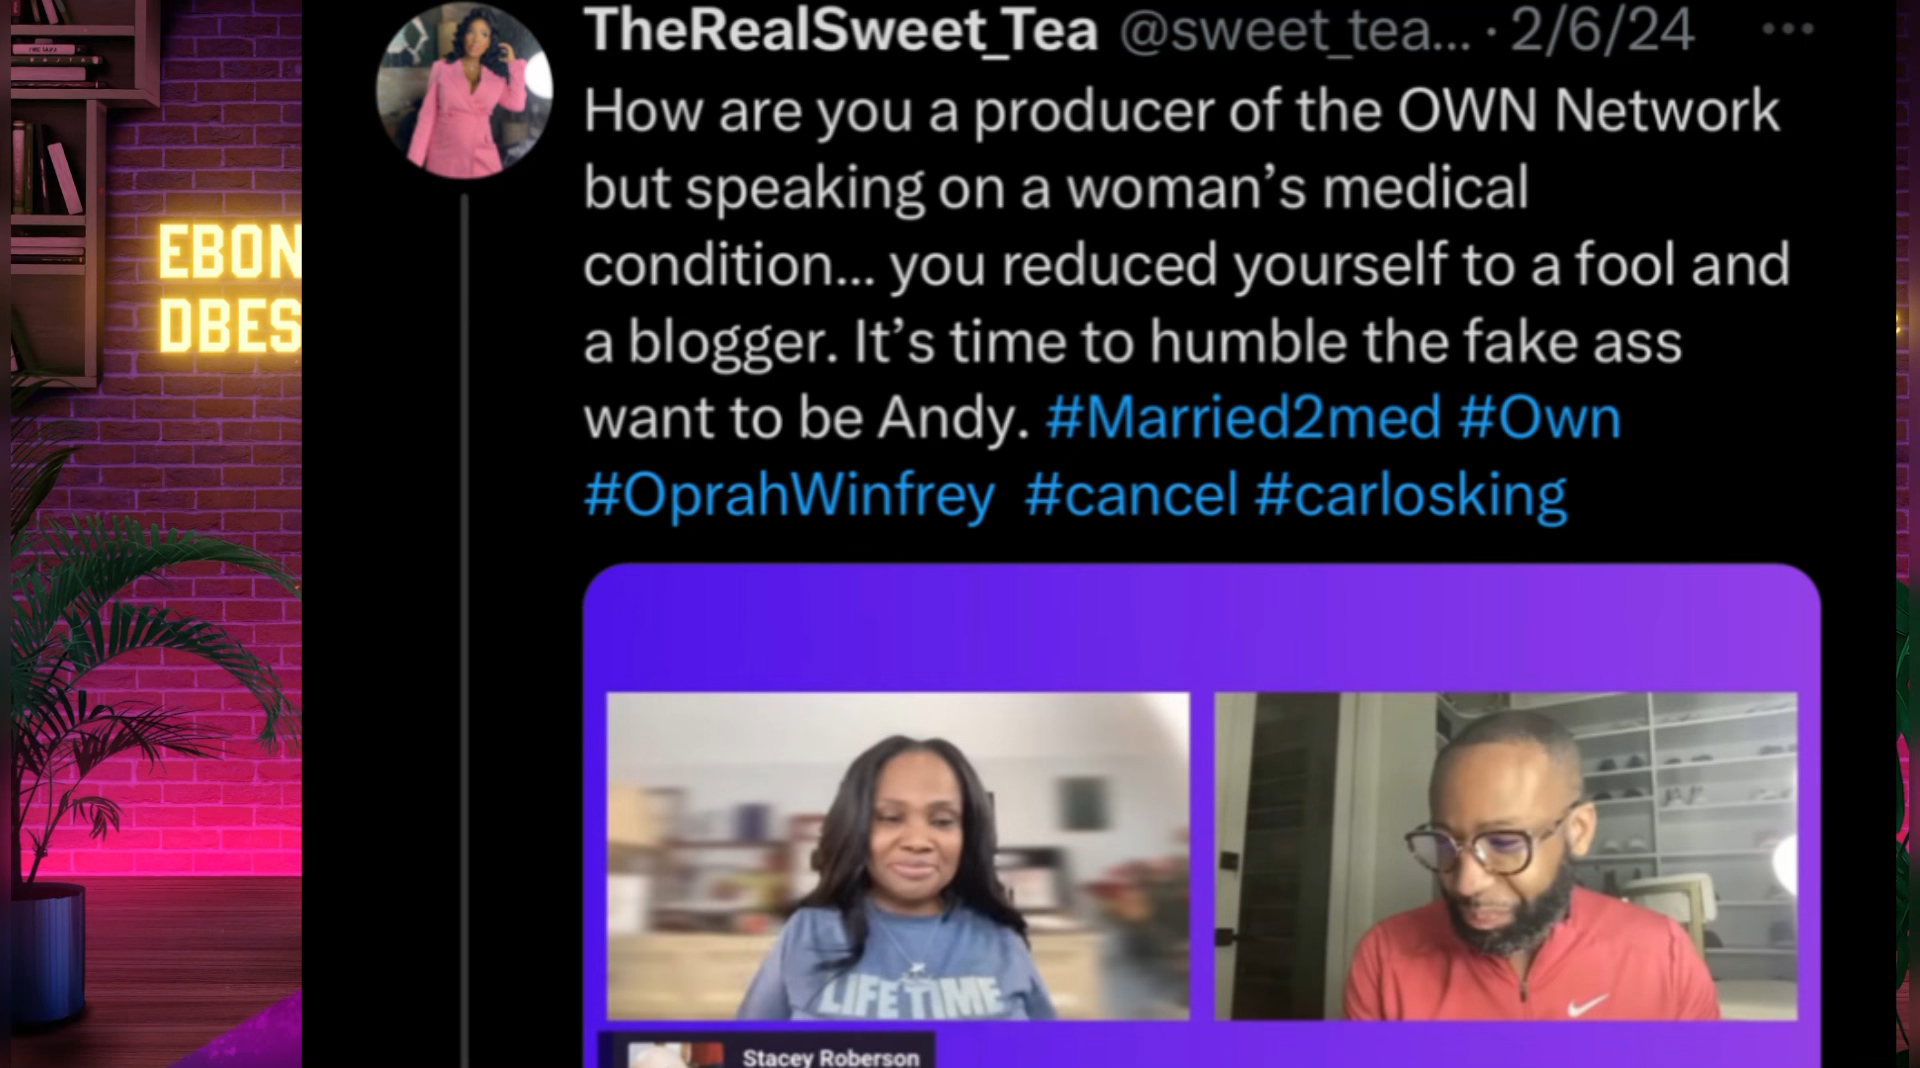 TheRealSweet_Tea @sweet_tea... · 2/6/24
How are you a producer of the OWN Network
but speaking on a woman’s medical
condition... you reduced yourself to a fool and
a blogger. It’s time to humble the fake ass
want to be Andy. #Married2med #Own
#OprahWinfrey #cancel #carlosking
EBON
DBES
LIFETIME
Stacey Roberson